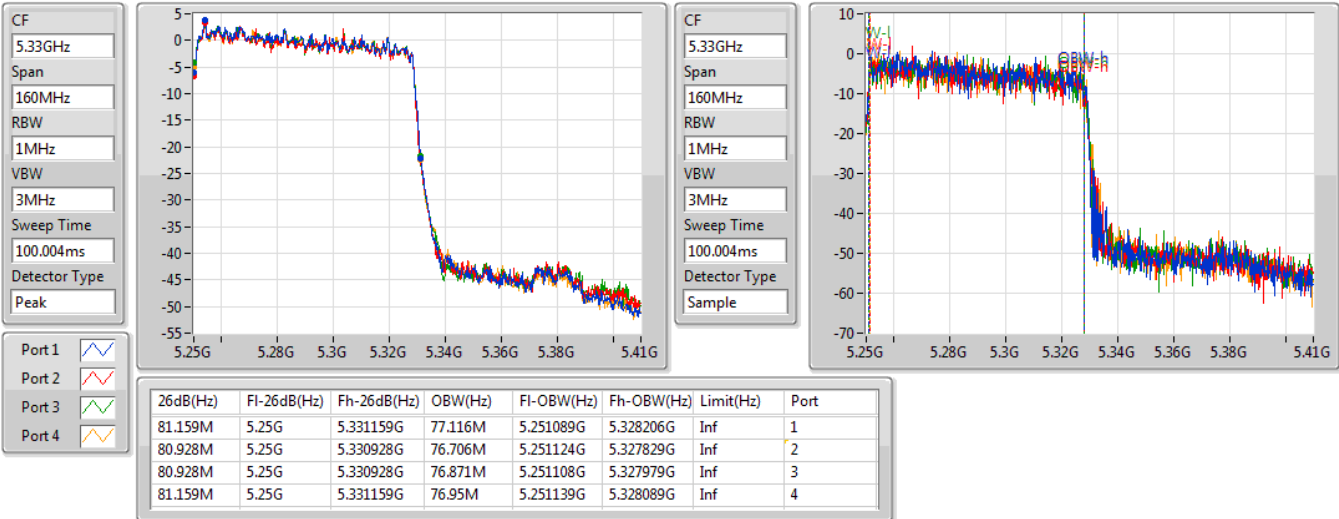 CF
5.33GHz
Span
160MHz
RBW
1MHz
VBW
3MHz
Sweep Time
100.004ms
Detector Type
Peak
5
0
-5
-10
-15
-20
-25
-30
-35
-40
-45
-50
-55
5.25G 5.28G 5.3G 5.32G 5.34G 5.36G 5.38G 5.41G
CF
5.33GHz
Span
160MHz
RBW
1MHz
VBW
3MHz
Sweep Time
100.004ms
Detector Type
Sample
10
0
-10
-20
-30
-40
-50
-60
-70
OBW-h
5.25G 5.28G 5.3G 5.32G 5.34G 5.36G 5.38G 5.41G
Port 1
Port 2
Port 3
Port 4
26dB(Hz) Fl-26dB(Hz) Fh-26dB(Hz) OBW(Hz) Fl-OBW(Hz) Fh-OBW(Hz) Limit(Hz) Port
81.159M 5.25G 5.331159G 77.116M 5.251089G 5.328206G Inf 1
80.928M 5.25G 5.330928G 76.706M 5.251124G 5.327829G Inf 2
80.928M 5.25G 5.330928G 76.871M 5.251108G 5.327979G Inf 3
81.159M 5.25G 5.331159G 76.95M 5.251139G 5.328089G Inf 4